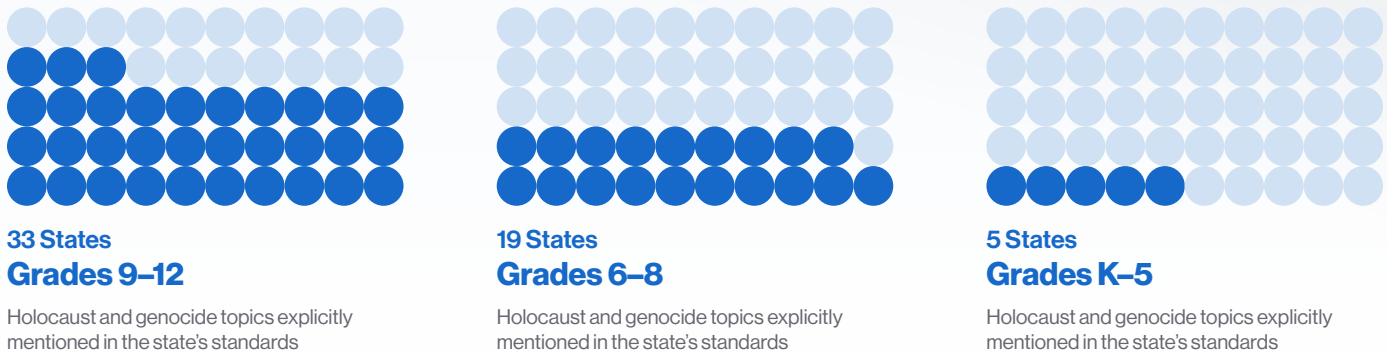 33 States
Grades 9–12
Holocaust and genocide topics explicitly
mentioned in the state’s standards
19 States
Grades 6–8
Holocaust and genocide topics explicitly
mentioned in the state’s standards
5 States
Grades K–5
Holocaust and genocide topics explicitly
mentioned in the state’s standards